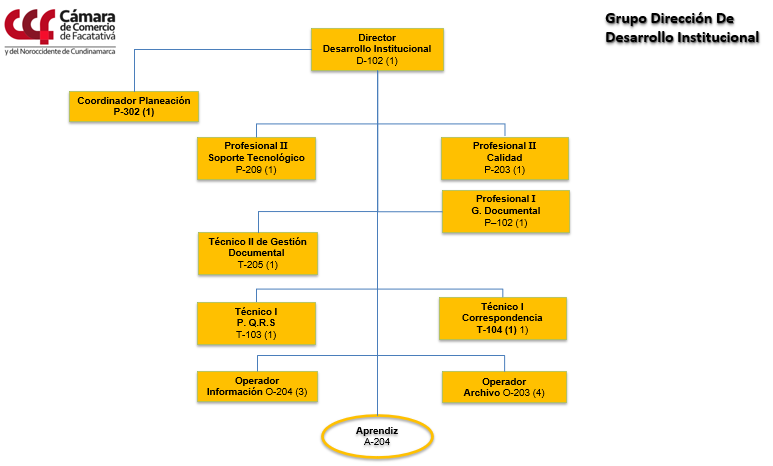 Cámara
de Comercio
de Facatativá
y del Noroccidente de Cundinamarca
Grupo Dirección De
Desarrollo Institucional
Director
Desarrollo Institucional
D-102 (1)
Coordinador Planeación
P-302 (1)
Profesional II
Soporte Tecnológico
P-209 (1)
Profesional II
Calidad
P-203 (1)
Profesional I
G. Documental
P–102 (1)
Técnico II de Gestión
Documental
T-205 (1)
Técnico I
P. Q.R.S
T-103 (1)
Técnico I
Correspondencia
T-104 (1) 1)
Operador
Información O-204 (3)
Operador
Archivo O-203 (4)
Aprendiz
A-204